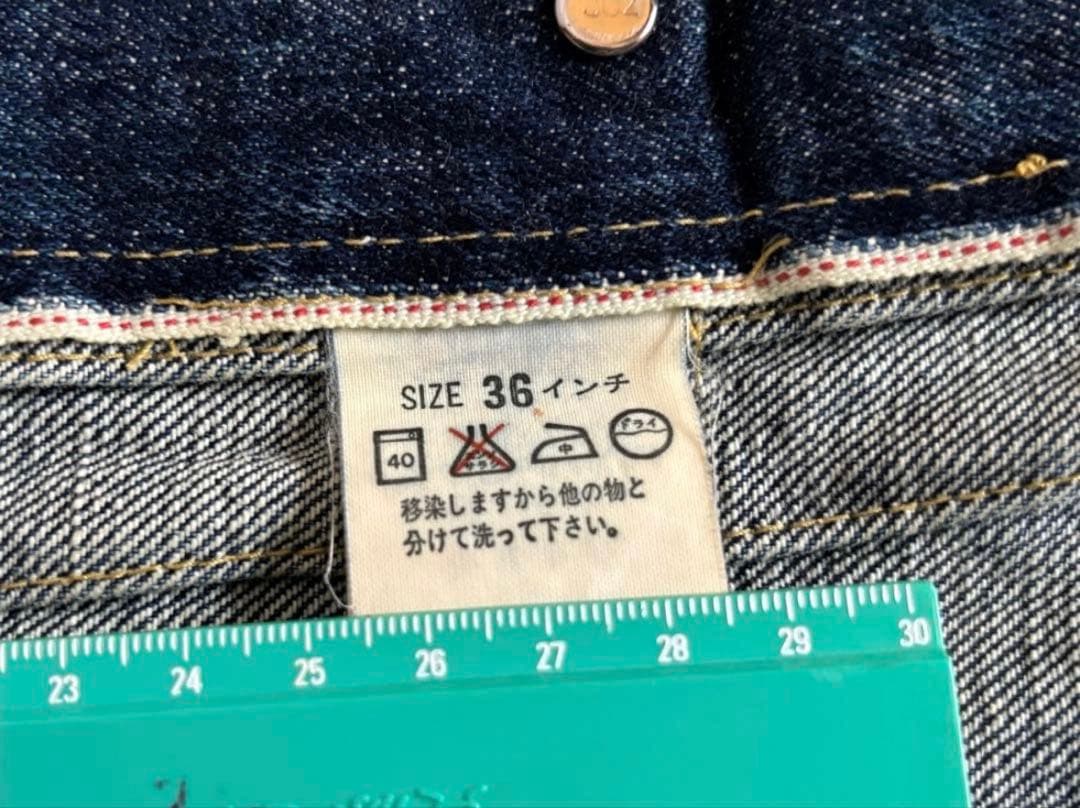 SIZE 36インチ
40 中 ドライ
移染しますから他の物と
分けて洗って下さい。
23 24 25 26 27 28 29 30